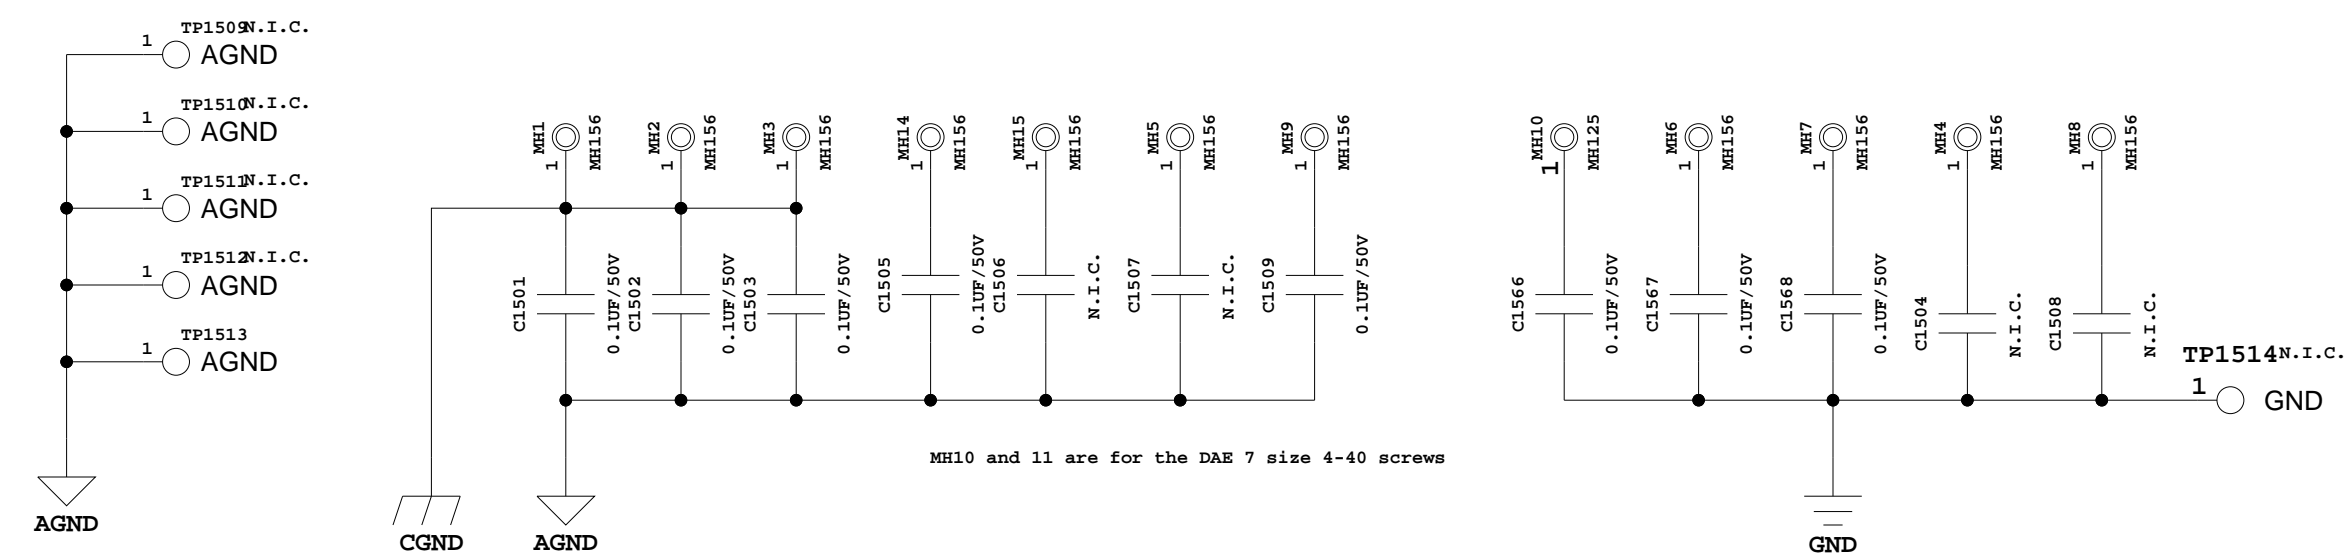 TP1509 N.I.C.
1 AGND
TP1510 N.I.C.
1 AGND
TP1511 N.I.C.
1 AGND
TP1512 N.I.C.
1 AGND
TP1513
1 AGND
AGND
MH1
1
MH156
MH2
1
MH156
MH3
1
MH156
MH14
1
MH156
MH15
1
MH156
MH5
1
MH156
MH9
1
MH156
C1501
0.1UF/50V
C1502
0.1UF/50V
C1503
0.1UF/50V
C1505
0.1UF/50V
C1506
N.I.C.
C1507
N.I.C.
C1509
0.1UF/50V
CGND
AGND
MH10 and 11 are for the DAE 7 size 4-40 screws
MH10
1
MH125
MH6
1
MH156
MH7
1
MH156
MH4
1
MH156
MH8
1
MH156
C1566
0.1UF/50V
C1567
0.1UF/50V
C1568
0.1UF/50V
C1504
N.I.C.
C1508
N.I.C.
TP1514 N.I.C.
1 GND
GND